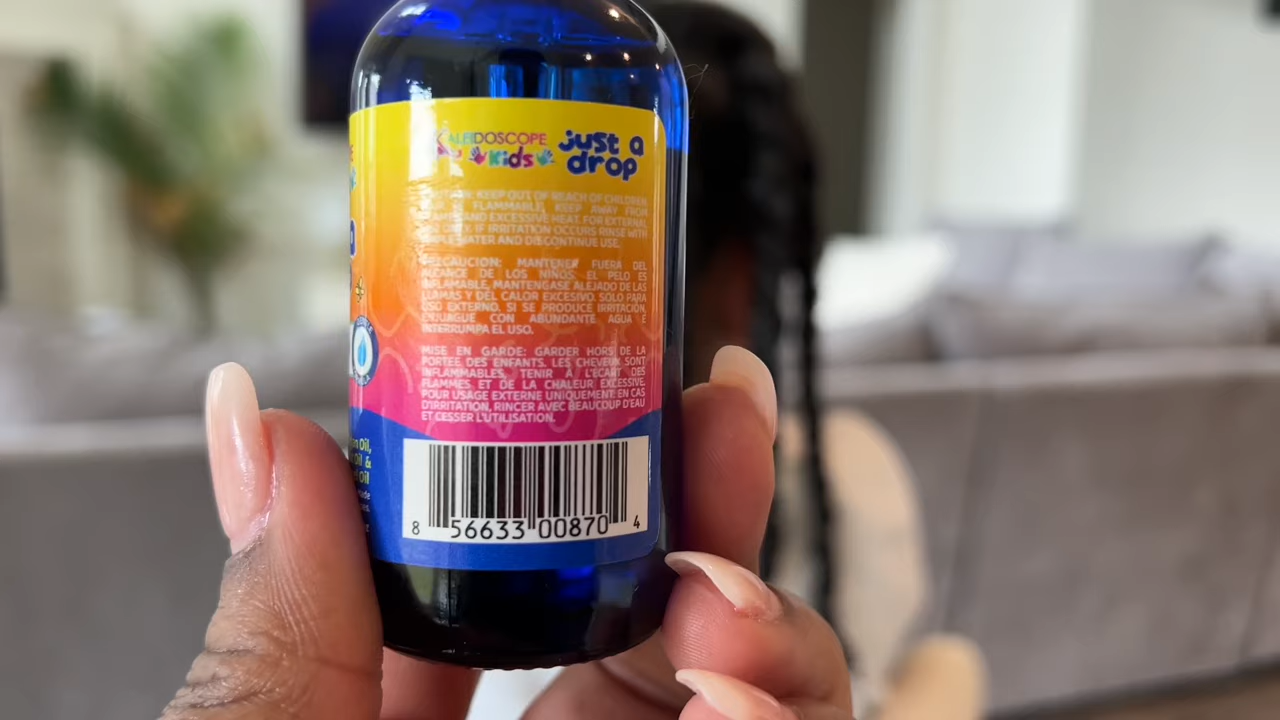 KALEIDOSCOPE
Kids
just a
drop
KEEP OUT OF REACH OF CHILDREN.
FLAMMABLE, KEEP AWAY FROM
AND EXCESSIVE HEAT. FOR EXTERNAL
IF IRRITATION OCCURS RINSE WITH
WATER AND DISCONTINUE USE.
PRECAUCION: MANTENER FUERA DEL
ALCANCE DE LOS NIÑOS. EL PELO ES
INFLAMABLE, MANTENGASE ALEJADO DE LAS
LLAMAS Y DEL CALOR EXCESIVO. SOLO PARA
USO EXTERNO. SI SE PRODUCE IRRITACIÓN,
ENJUAGUE CON ABUNDANTE AGUA E
INTERRUMPA EL USO.
MISE EN GARDE: GARDER HORS DE LA
PORTEE DES ENFANTS. LES CHEVEUX SONT
INFLAMMABLES, TENIR À L'ÉCART DES
FLAMMES ET DE LA CHALEUR EXCESSIVE.
POUR USAGE EXTERNE UNIQUEMENT. EN CAS
D'IRRITATION, RINCER AVEC BEAUCOUP D'EAU
ET CESSER L'UTILISATION.
Oil,
Oil &
Oil
8 56633 00870 4